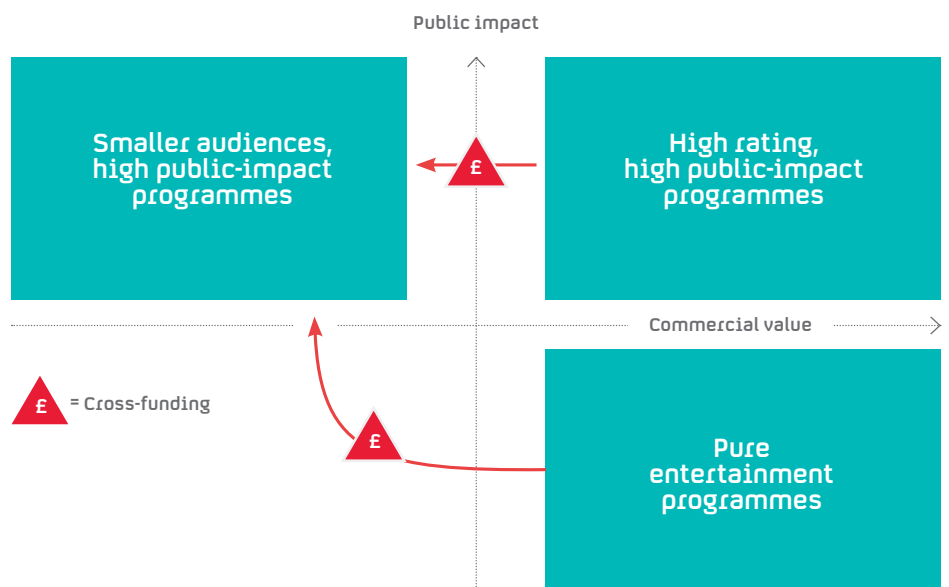 Public impact
Smaller audiences,
high public-impact
programmes
£
High rating,
high public-impact
programmes
Commercial value
£
= Cross-funding
£
Pure
entertainment
programmes